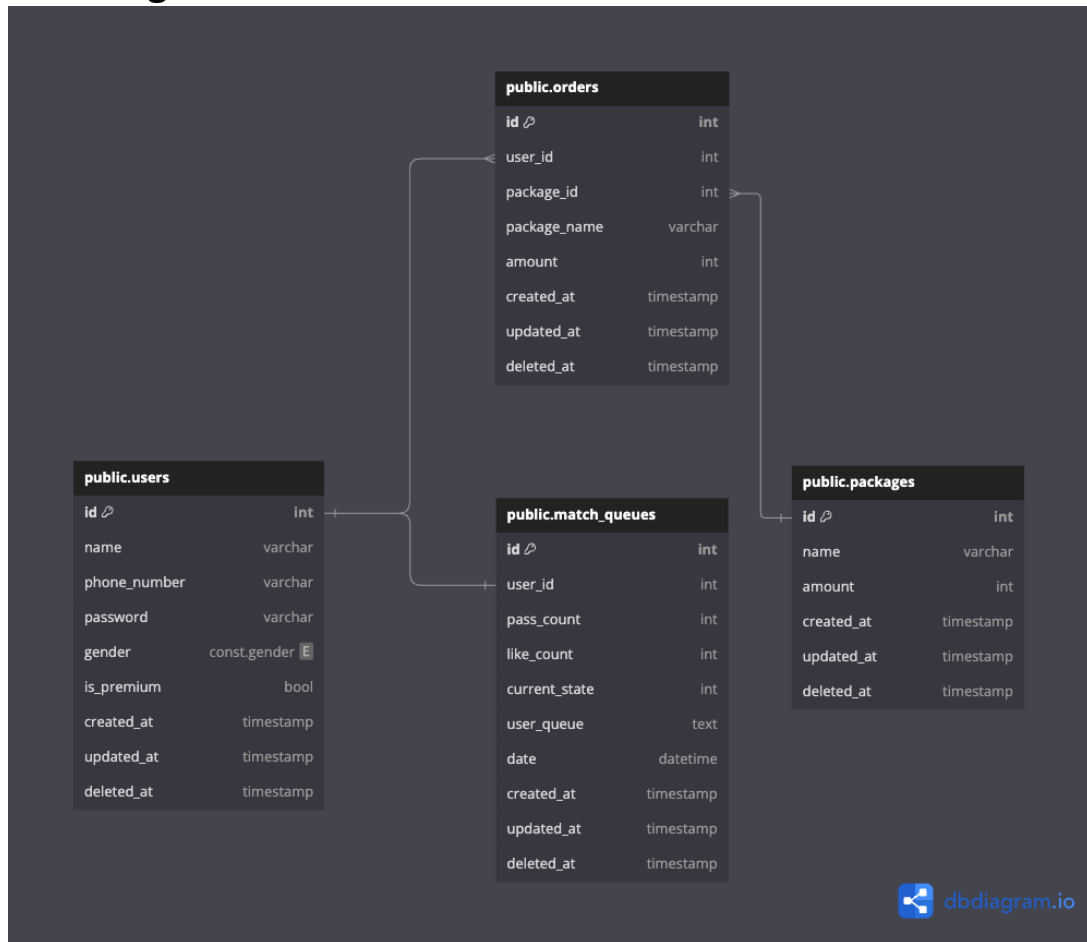 public.orders
id int
user_id int
package_id int
package_name varchar
amount int
created_at timestamp
updated_at timestamp
deleted_at timestamp
public.users
id int
name varchar
phone_number varchar
password varchar
gender const.gender E
is_premium bool
created_at timestamp
updated_at timestamp
deleted_at timestamp
public.match_queues
id int
user_id int
pass_count int
like_count int
current_state int
user_queue text
date datetime
created_at timestamp
updated_at timestamp
deleted_at timestamp
public.packages
id int
name varchar
amount int
created_at timestamp
updated_at timestamp
deleted_at timestamp
dbdiagram.io